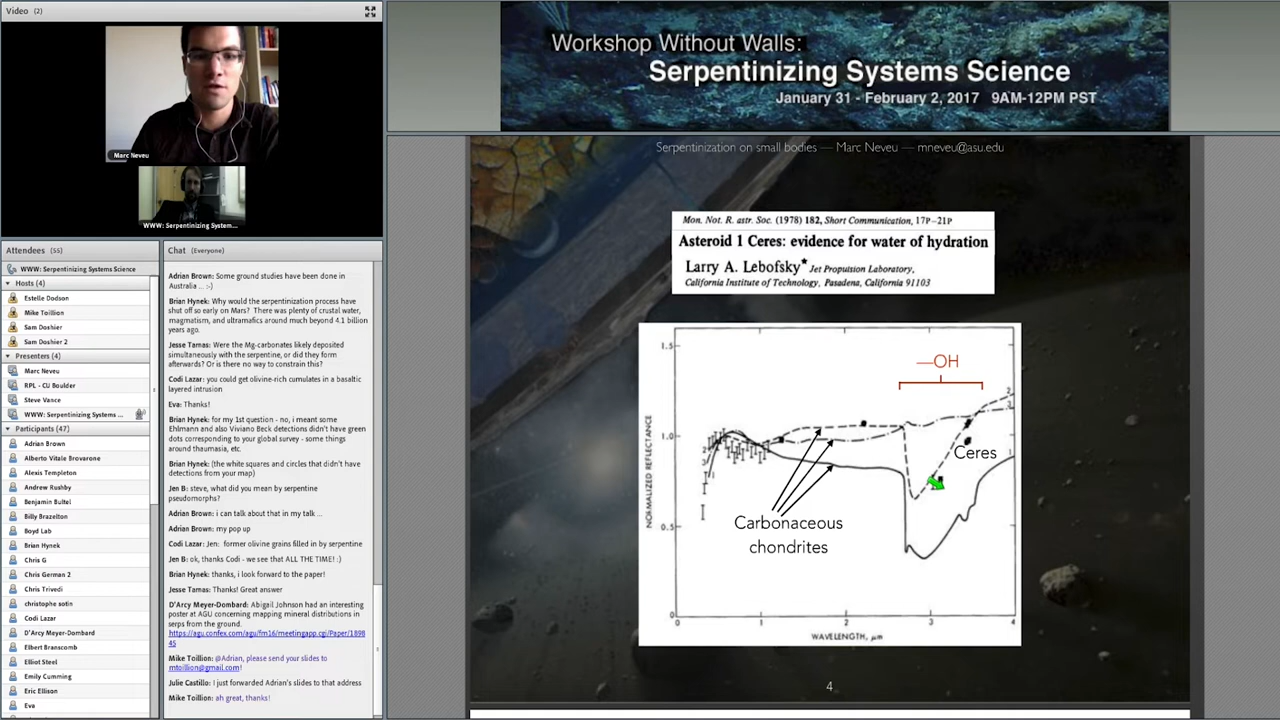 Video (2)
Marc Neveu
WWW: Serpentinizing System...
Attendees (55)
WWW: Serpentinizing Systems Science
Hosts (4)
Estelle Dodson
Mike Toillion
Sam Doshier
Sam Doshier 2
Presenters (4)
Marc Neveu
RPL - CU Boulder
Steve Vance
WWW: Serpentinizing Systems ...
Participants (47)
Adrian Brown
Alberto Vitale Brovarone
Alexis Templeton
Andrew Rushby
Benjamin Bultel
Billy Brazelton
Boyd Lab
Brian Hynek
Chris G
Chris German 2
Chris Trivedi
christophe sotin
Codi Lazar
D'Arcy Meyer-Dombard
Elbert Branscomb
Elliot Steel
Emily Cumming
Eric Ellison
Eva
Chat (Everyone)
Adrian Brown: Some ground studies have been done in
Australia ... :-)
Brian Hynek: Why would the serpentinization process have
shut off so early on Mars? There was plenty of crustal water,
magmatism, and ultramafics around much beyond 4.1 billion
years ago.
Jesse Tarnas: Were the Mg-carbonates likely deposited
simultaneously with the serpentine, or did they form
afterwards? Or is there no way to constrain this?
Codi Lazar: you could get olivine-rich cumulates in a basaltic
layered intrusion
Eva: Thanks!
Brian Hynek: for my 1st question - no, i meant some
Ehlmann and also Viviano Beck detections didn't have green
dots corresponding to your global survey - some things
around thaumasia, etc.
Brian Hynek: (the white squares and circles that didn't have
detections from your map)
Jen B: steve, what did you mean by serpentine
pseudomorphs?
Adrian Brown: i can talk about that in my talk ...
Adrian Brown: my pop up
Codi Lazar: Jen: former olivine grains filled in by serpentine
Jen B: ok, thanks Codi - we see that ALL THE TIME! :)
Brian Hynek: thanks, i look forward to the paper!
Jesse Tarnas: Thanks! Great answer
D'Arcy Meyer-Dombard: Abigail Johnson had an interesting
poster at AGU concerning mapping mineral distributions in
serps from the ground.
https://agu.confex.com/agu/fm16/meetingapp.cgi/Paper/1898
45
Mike Toillion: @Adrian, please send your slides to
mtoillion@gmail.com!
Julie Castillo: I just forwarded Adrian's slides to that address
Mike Toillion: ah great, thanks!
Workshop Without Walls:
Serpentinizing Systems Science
January 31 - February 2, 2017 9AM-12PM PST
Serpentinization on small bodies — Marc Neveu — mneveu@asu.edu
Mon. Not. R. astr. Soc. (1978) 182, Short Communication, 17P–21P
Asteroid 1 Ceres: evidence for water of hydration
Larry A. Lebofsky* Jet Propulsion Laboratory,
California Institute of Technology, Pasadena, California 91103
1.5
—OH
1.0
Ceres
NORMALIZED REFLECTANCE
0.5
Carbonaceous
chondrites
0
0 1 2 3 4
WAVELENGTH, μm
4